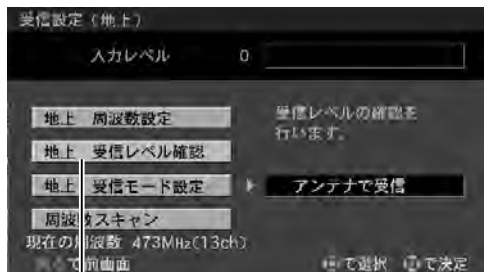 受信設定（地上）
入力レベル 0
地上 周波数設定
受信レベルの確認を
行います。
地上 受信レベル確認
地上 受信モード設定
アンテナで受信
周波数スキャン
現在の周波数 473MHz(13ch)
で前画面
で選択 で決定